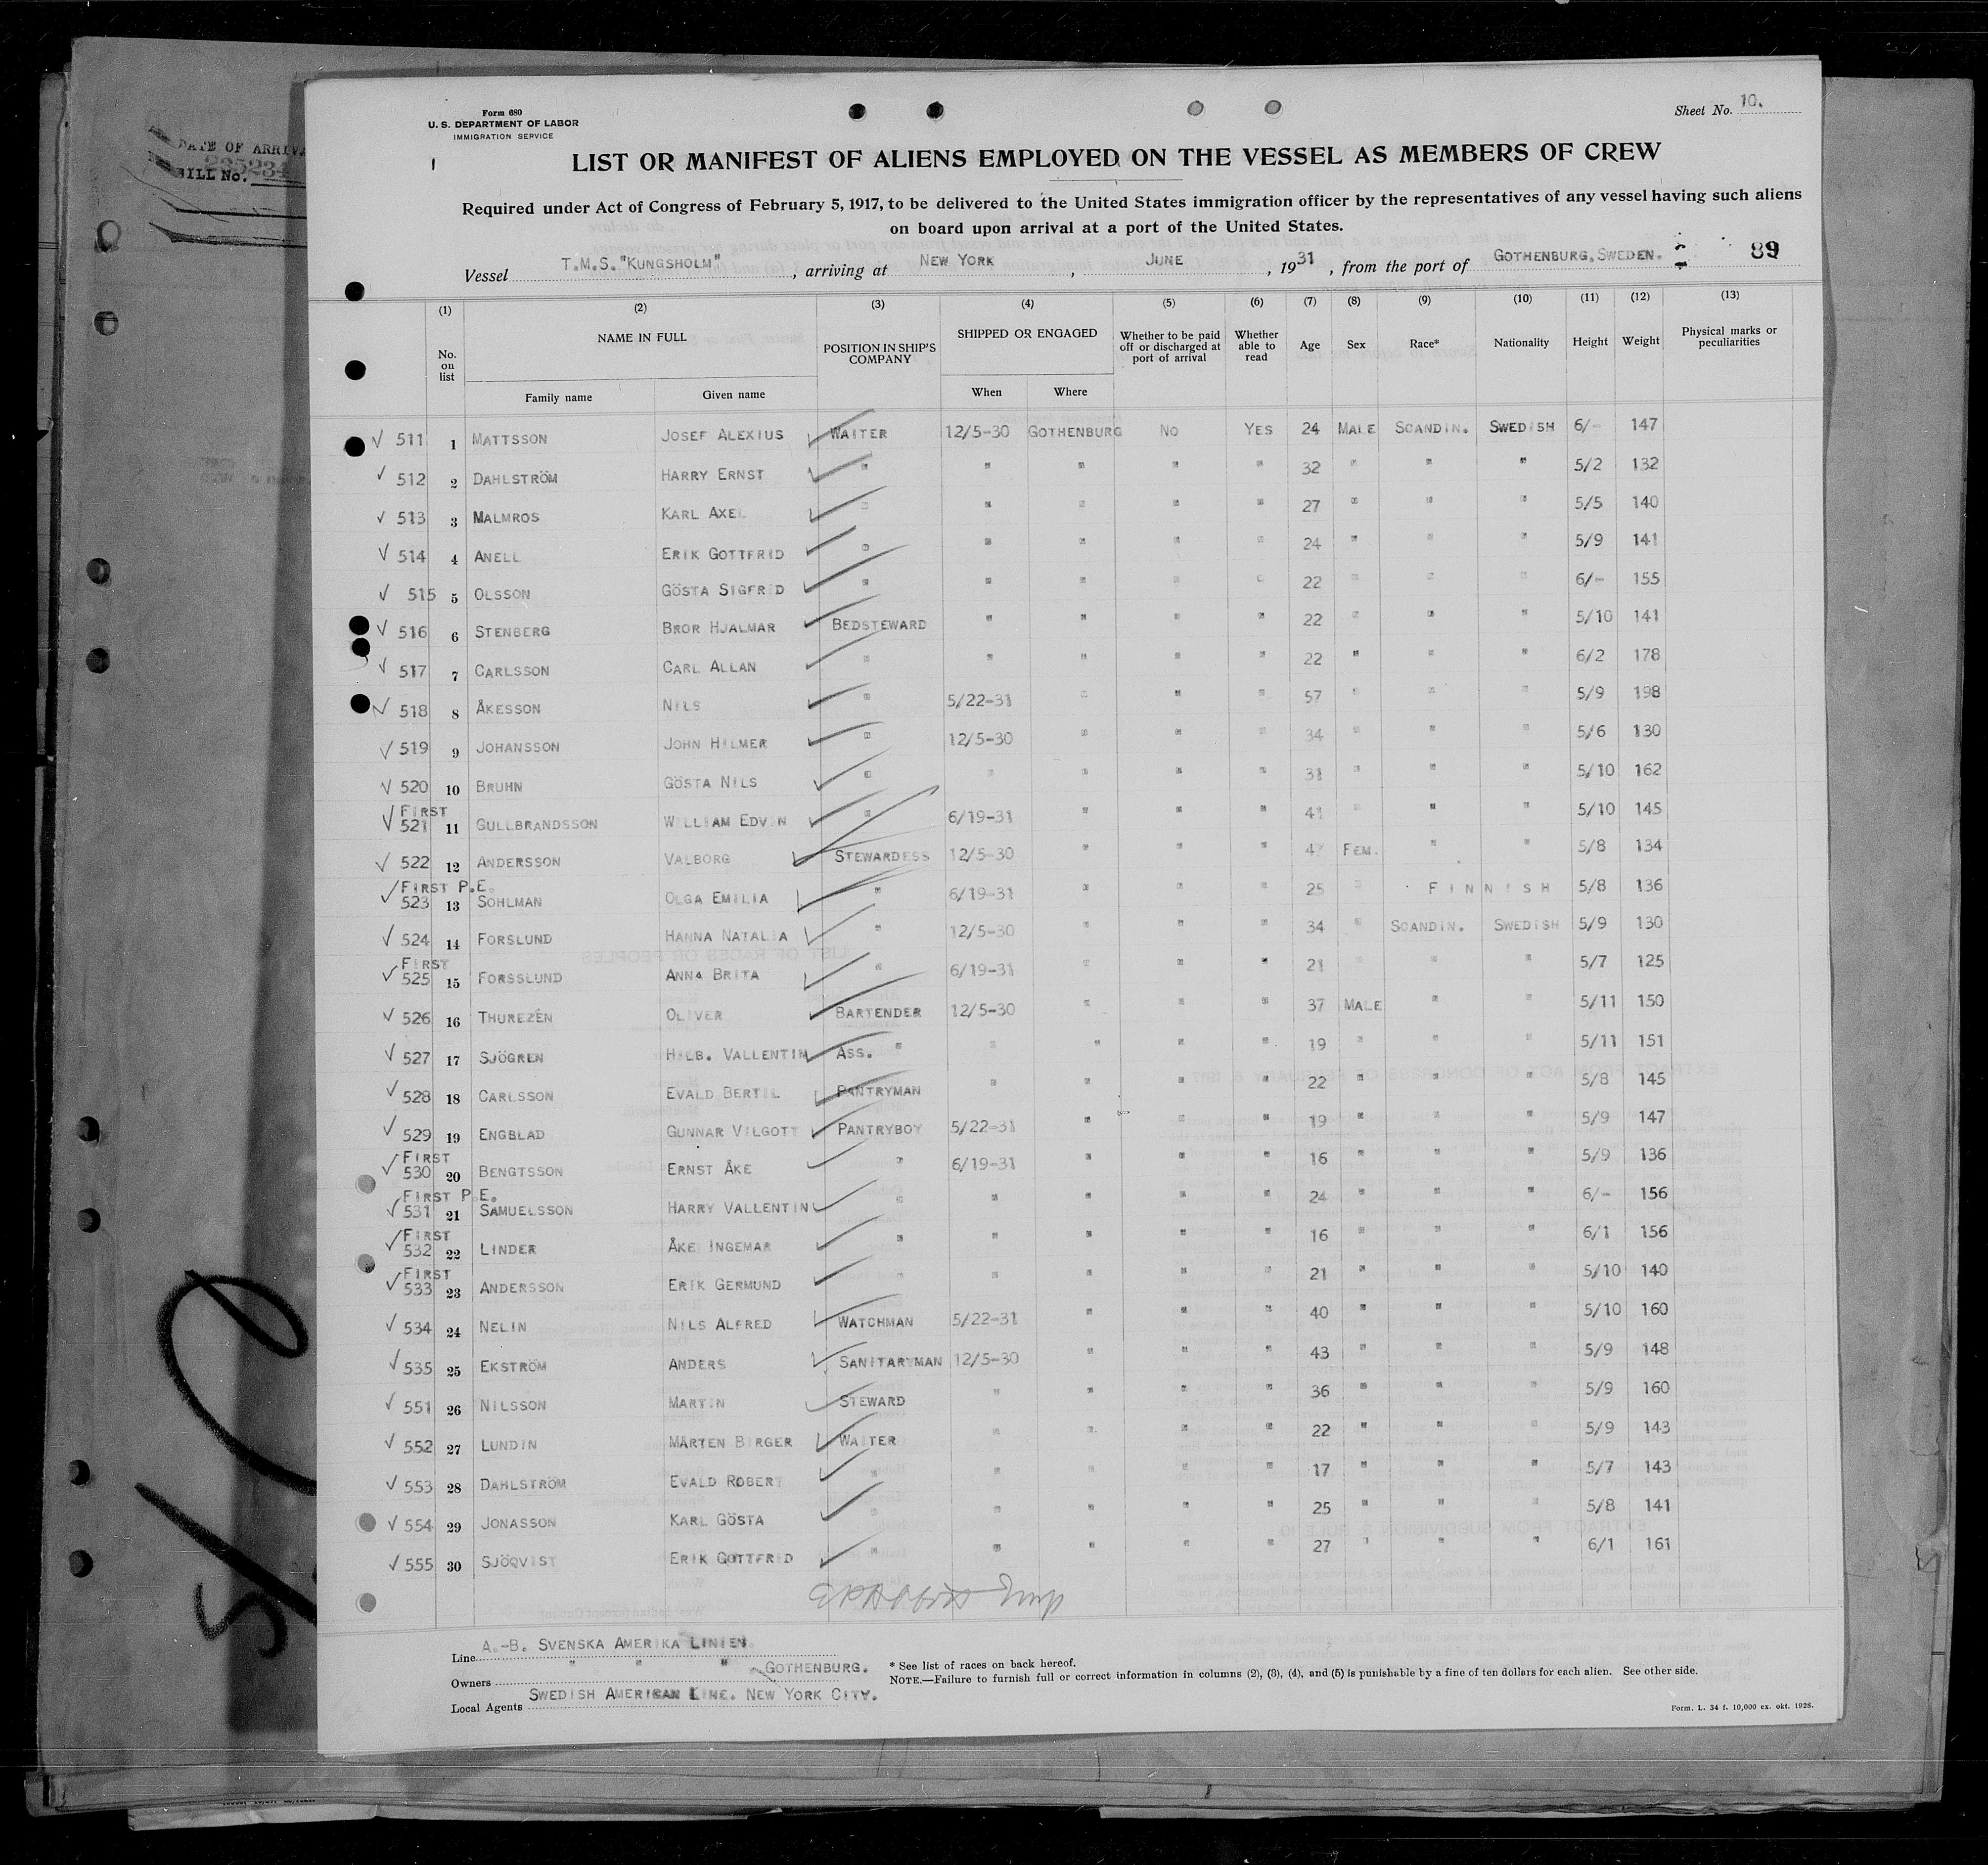 DATE OF ARRIVA
BILL No. 235234
Form 680
U. S. DEPARTMENT OF LABOR
IMMIGRATION SERVICE
Sheet No. 10.
1
LIST OR MANIFEST OF ALIENS EMPLOYED ON THE VESSEL AS MEMBERS OF CREW
Required under Act of Congress of February 5, 1917, to be delivered to the United States immigration officer by the representatives of any vessel having such aliens
on board upon arrival at a port of the United States.
Vessel T.M.S. "KUNGSHOLM", arriving at NEW YORK, JUNE, 1931, from the port of GOTHENBURG, SWEDEN. 89
(1) (2) (3) (4) (5) (6) (7) (8) (9) (10) (11) (12) (13)
No. on list NAME IN FULL POSITION IN SHIP'S COMPANY SHIPPED OR ENGAGED Whether to be paid off or discharged at port of arrival Whether able to read Age Sex Race* Nationality Height Weight Physical marks or peculiarities
Family name Given name When Where
✓ 511 1 MATTSSON JOSEF ALEXIUS ✓ WAITER 12/5-30 GOTHENBURG NO YES 24 MALE SCANDIN. SWEDISH 6/- 147
✓ 512 2 DAHLSTRÖM HARRY ERNST ✓ " " " " " 32 " " " 5/2 132
✓ 513 3 MALMROS KARL AXEL ✓ " " " " " 27 " " " 5/5 140
✓ 514 4 ANELL ERIK GOTTFRID ✓ " " " " " 24 " " " 5/9 141
✓ 515 5 OLSSON GÖSTA SIGFRID ✓ " " " " " 22 " " " 6/- 155
✓ 516 6 STENBERG BROR HJALMAR ✓ BEDSTEWARD " " " " 22 " " " 5/10 141
✓ 517 7 CARLSSON CARL ALLAN ✓ " " " " " 22 " " " 6/2 178
✓ 518 8 ÅKESSON NILS ✓ " 5/22-31 " " " 57 " " " 5/9 198
✓ 519 9 JOHANSSON JOHN HILMER ✓ " 12/5-30 " " " 34 " " " 5/6 130
✓ 520 10 BRUHN GÖSTA NILS ✓ " " " " " 31 " " " 5/10 162
✓ FIRST 521 11 GULLBRANDSSON WILLIAM EDVIN ✓ " 6/19-31 " " " 41 " " " 5/10 145
✓ 522 12 ANDERSSON VALBORG ✓ STEWARDESS 12/5-30 " " " FEM. " " 5/8 134
✓ FIRST P.E. 523 13 SOHLMAN OLGA EMILIA ✓ " 6/19-31 " " " 25 " FINNISH 5/8 136
✓ 524 14 FORSLUND HANNA NATALIA ✓ " 12/5-30 " " " 34 " SCANDIN. SWEDISH 5/9 130
✓ FIRST 525 15 FORSSLUND ANNA BRITA ✓ " 6/19-31 " " " 21 " " " 5/7 125
✓ 526 16 THUREZÉN OLIVER ✓ BARTENDER 12/5-30 " " " 37 MALE " " 5/11 150
✓ 527 17 SJÖGREN HILB. VALLENTIN ✓ ASS. " " " " " 19 " " " 5/11 151
✓ 528 18 CARLSSON EVALD BERTIL ✓ PANTRYMAN " " " " 22 " " " 5/8 145
✓ 529 19 ENGBLAD GUNNAR VILGOTT ✓ PANTRYBOY 5/22-31 " " " 19 " " " 5/9 147
✓ FIRST 530 20 BENGTSSON ERNST ÅKE ✓ " 6/19-31 " " " 16 " " " 5/9 136
✓ FIRST P.E. 531 21 SAMUELSSON HARRY VALLENTIN ✓ " " " " " 24 " " " 6/- 156
✓ FIRST 532 22 LINDER ÅKE INGEMAR ✓ " " " " " 16 " " " 6/1 156
✓ FIRST 533 23 ANDERSSON ERIK GERMUND ✓ " " " " " 21 " " " 5/10 140
✓ 534 24 NELIN NILS ALFRED ✓ WATCHMAN 5/22-31 " " " 40 " " " 5/10 160
✓ 535 25 EKSTRÖM ANDERS ✓ SANITARYMAN 12/5-30 " " " 43 " " " 5/9 148
✓ 551 26 NILSSON MARTIN ✓ STEWARD " " " " 36 " " " 5/9 160
✓ 552 27 LUNDIN MÅRTEN BIRGER ✓ WAITER " " " " 22 " " " 5/9 143
✓ 553 28 DAHLSTRÖM EVALD ROBERT ✓ " " " " " 17 " " " 5/7 143
✓ 554 29 JONASSON KARL GÖSTA ✓ " " " " " 25 " " " 5/8 141
✓ 555 30 SJÖQVIST ERIK GOTTFRID ✓ " " " " " 27 " " " 6/1 161
Line A.-B. SVENSKA AMERIKA LINIEN.
Owners " " " GOTHENBURG.
Local Agents SWEDISH AMERICAN LINE. NEW YORK CITY.
* See list of races on back hereof.
NOTE.—Failure to furnish full or correct information in columns (2), (3), (4), and (5) is punishable by a fine of ten dollars for each alien. See other side.
Form. L. 34 f. 10,000 ex. okt. 1928.